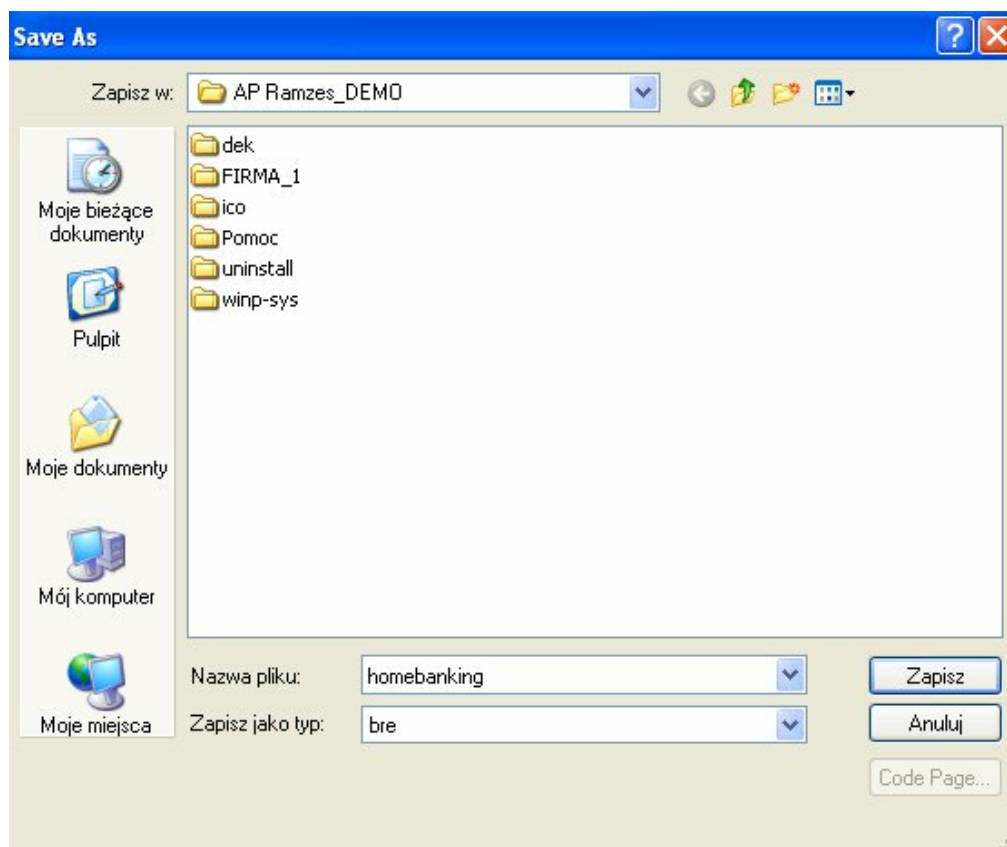 Save As
Zapisz w:
AP Ramzes_DEMO
Moje bieżące
dokumenty
Pulpit
Moje dokumenty
Mój komputer
Moje miejsca
dek
FIRMA_1
ico
Pomoc
uninstall
winp-sys
Nazwa pliku:
homebanking
Zapisz
Zapisz jako typ:
bre
Anuluj
Code Page...